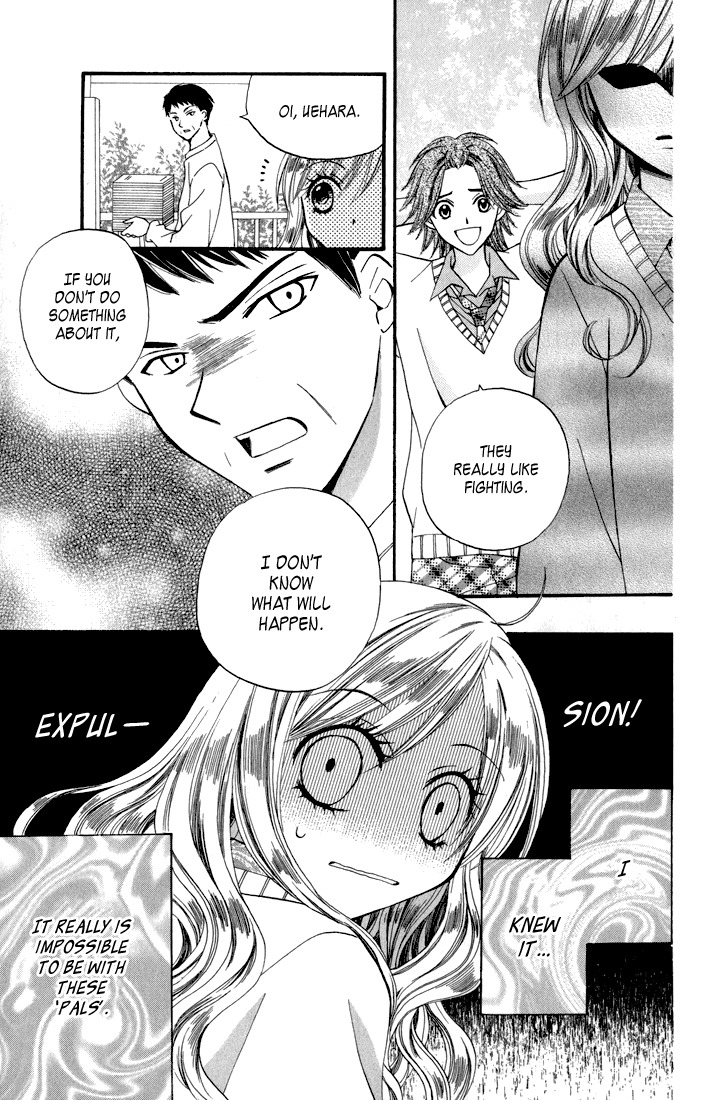 THEY
REALLY LIKE
FIGHTING.
OI, UEHARA.
IF YOU
DON'T DO
SOMETHING
ABOUT IT,
I DON'T
KNOW
WHAT WILL
HAPPEN.
EXPUL—
SION!
I
KNEW
IT...
IT REALLY IS
IMPOSSIBLE
TO BE WITH
THESE
'PALS'.